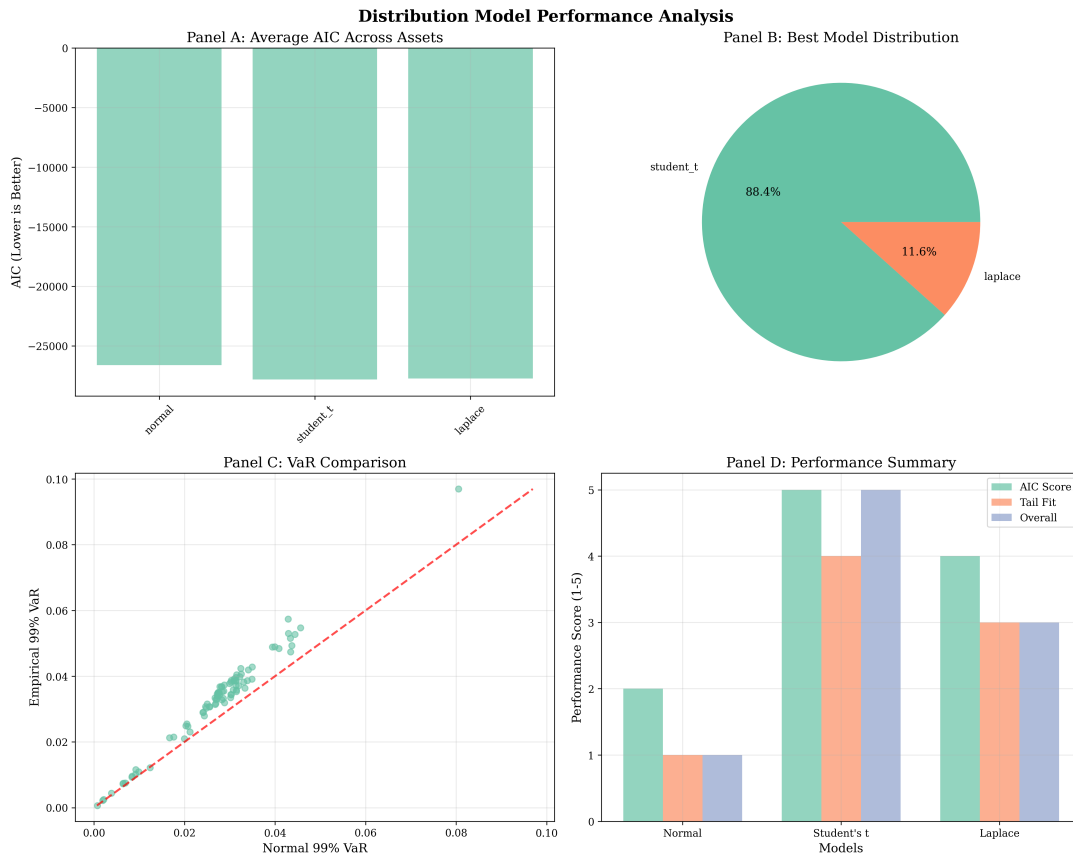 Distribution Model Performance Analysis
Panel A: Average AIC Across Assets
AIC (Lower is Better)
0
−5000
−10000
−15000
−20000
−25000
normal
student_t
laplace
Panel B: Best Model Distribution
student_t
88.4%
11.6%
laplace
Panel C: VaR Comparison
Empirical 99% VaR
0.10
0.08
0.06
0.04
0.02
0.00
0.00
0.02
0.04
0.06
0.08
0.10
Normal 99% VaR
Panel D: Performance Summary
Performance Score (1-5)
5
4
3
2
1
0
AIC Score
Tail Fit
Overall
Normal
Student's t
Laplace
Models